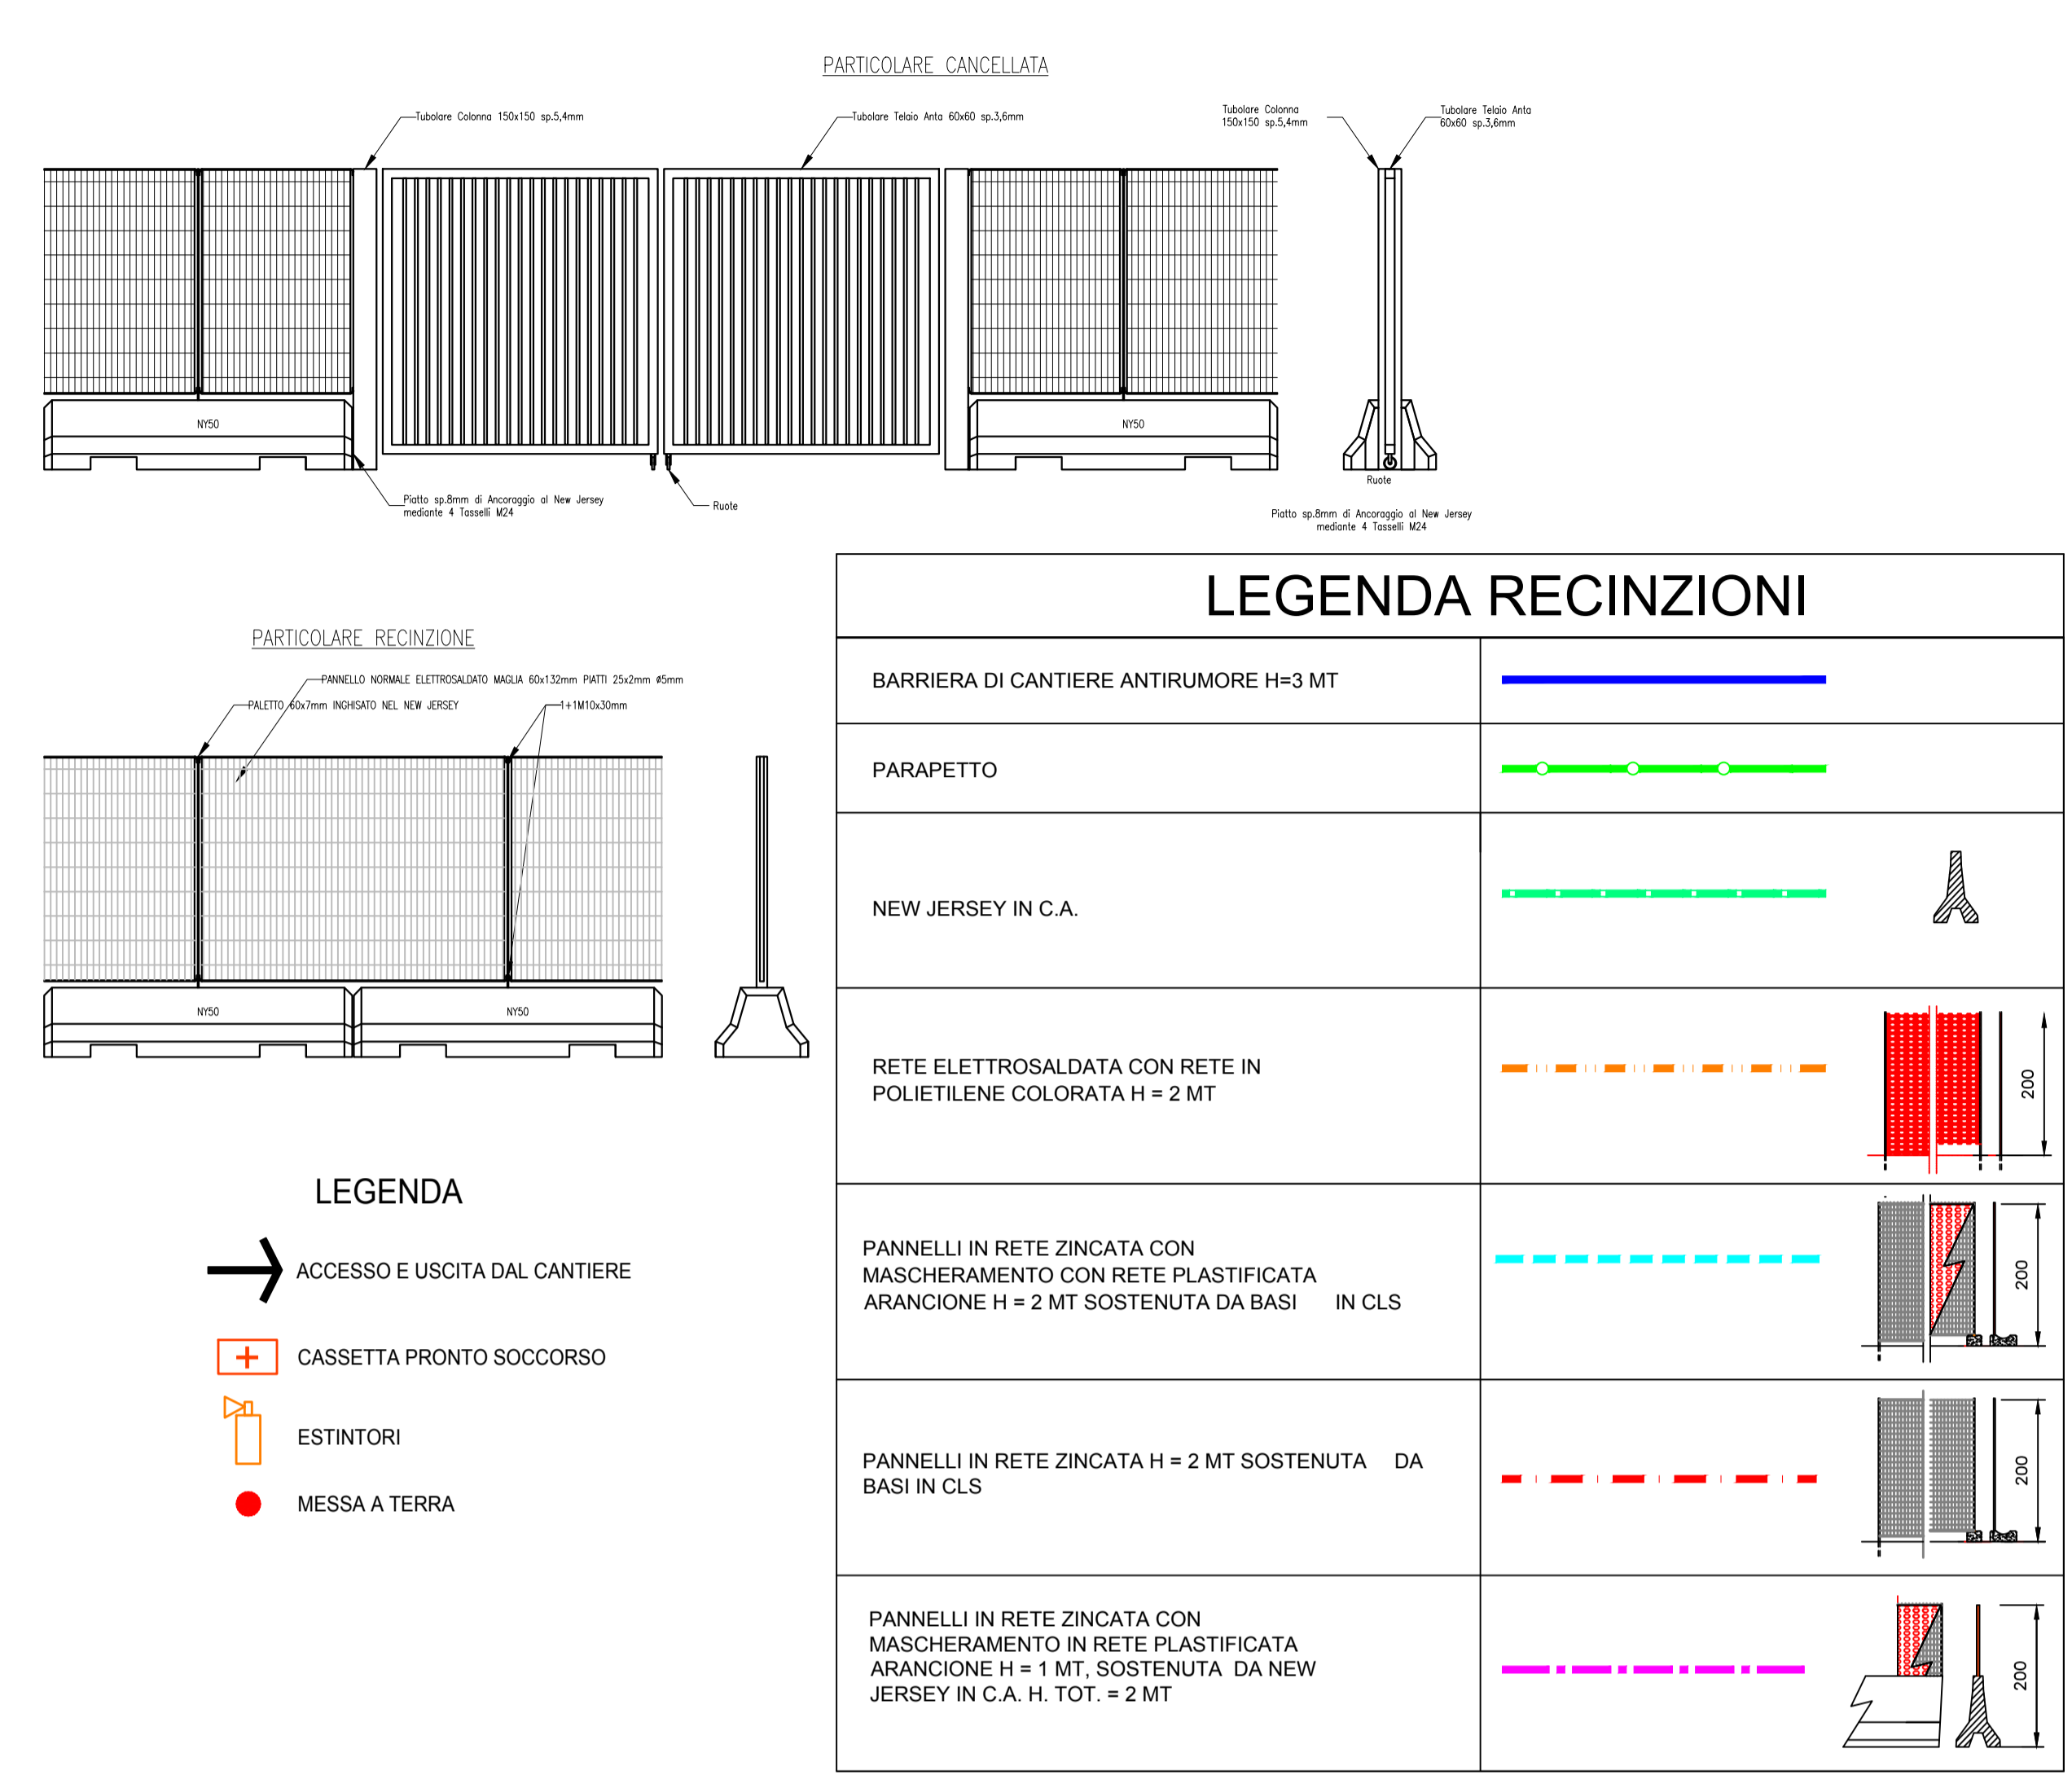 PARTICOLARE CANCELLATA
Tubolare Colonna 150x150 sp.5,4mm
Tubolare Telaio Anta 60x60 sp.3,6mm
Tubolare Colonna
150x150 sp.5,4mm
Tubolare Telaio Anta
60x60 sp.3,6mm
NY50
NY50
Piatto sp.8mm di Ancoraggio al New Jersey
mediante 4 Tasselli M24
Ruote
Ruote
Piatto sp.8mm di Ancoraggio al New Jersey
mediante 4 Tasselli M24
PARTICOLARE RECINZIONE
PANNELLO NORMALE ELETTROSALDATO MAGLIA 60x132mm PIATTI 25x2mm ø5mm
PALETTO 60x7mm INGHISATO NEL NEW JERSEY
1+1M10x30mm
NY50
NY50
LEGENDA
ACCESSO E USCITA DAL CANTIERE
CASSETTA PRONTO SOCCORSO
ESTINTORI
MESSA A TERRA
LEGENDA RECINZIONI
BARRIERA DI CANTIERE ANTIRUMORE H=3 MT
PARAPETTO
NEW JERSEY IN C.A.
RETE ELETTROSALDATA CON RETE IN
POLIETILENE COLORATA H = 2 MT
200
PANNELLI IN RETE ZINCATA CON
MASCHERAMENTO CON RETE PLASTIFICATA
ARANCIONE H = 2 MT SOSTENUTA DA BASI IN CLS
200
PANNELLI IN RETE ZINCATA H = 2 MT SOSTENUTA DA
BASI IN CLS
200
PANNELLI IN RETE ZINCATA CON
MASCHERAMENTO IN RETE PLASTIFICATA
ARANCIONE H = 1 MT, SOSTENUTA DA NEW
JERSEY IN C.A. H. TOT. = 2 MT
200